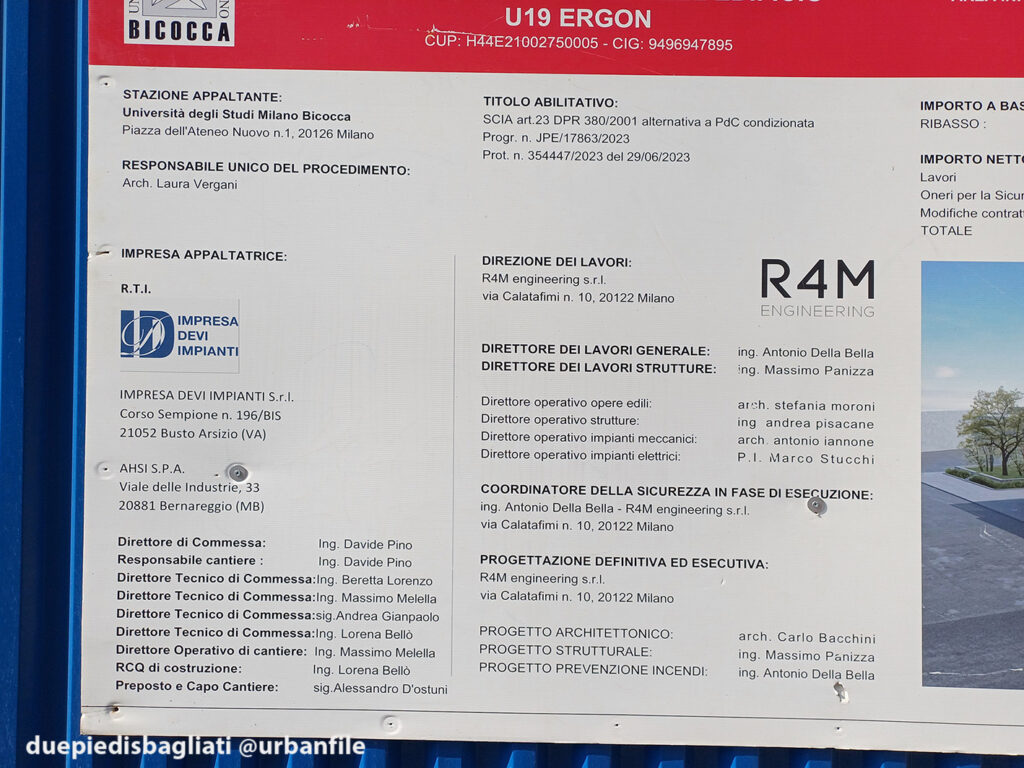 BICOCCA
U19 ERGON
CUP: H44E21002750005 - CIG: 9496947895
STAZIONE APPALTANTE:
Università degli Studi Milano Bicocca
Piazza dell'Ateneo Nuovo n.1, 20126 Milano
RESPONSABILE UNICO DEL PROCEDIMENTO:
Arch. Laura Vergani
TITOLO ABILITATIVO:
SCIA art.23 DPR 380/2001 alternativa a PdC condizionata
Progr. n. JPE/17863/2023
Prot. n. 354447/2023 del 29/06/2023
IMPORTO A BAS
RIBASSO :
IMPORTO NETTO
Lavori
Oneri per la Sicur
Modifiche contratt
TOTALE
IMPRESA APPALTATRICE:
R.T.I.
IMPRESA
DEVI
IMPIANTI
IMPRESA DEVI IMPIANTI S.r.l.
Corso Sempione n. 196/BIS
21052 Busto Arsizio (VA)
AHSI S.P.A.
Viale delle Industrie, 33
20881 Bernareggio (MB)
Direttore di Commessa: Ing. Davide Pino
Responsabile cantiere : Ing. Davide Pino
Direttore Tecnico di Commessa: Ing. Beretta Lorenzo
Direttore Tecnico di Commessa: Ing. Massimo Melella
Direttore Tecnico di Commessa: sig.Andrea Gianpaolo
Direttore Tecnico di Commessa: Ing. Lorena Bellò
Direttore Operativo di cantiere: Ing. Massimo Melella
RCQ di costruzione: Ing. Lorena Bellò
Preposto e Capo Cantiere: sig.Alessandro D'ostuni
DIREZIONE DEI LAVORI:
R4M engineering s.r.l.
via Calatafimi n. 10, 20122 Milano
R4M
ENGINEERING
DIRETTORE DEI LAVORI GENERALE: ing. Antonio Della Bella
DIRETTORE DEI LAVORI STRUTTURE: ing. Massimo Panizza
Direttore operativo opere edili: arch. stefania moroni
Direttore operativo strutture: ing. andrea pisacane
Direttore operativo impianti meccanici: arch. antonio iannone
Direttore operativo impianti elettrici: P.I. Marco Stucchi
COORDINATORE DELLA SICUREZZA IN FASE DI ESECUZIONE:
ing. Antonio Della Bella - R4M engineering s.r.l.
via Calatafimi n. 10, 20122 Milano
PROGETTAZIONE DEFINITIVA ED ESECUTIVA:
R4M engineering s.r.l.
via Calatafimi n. 10, 20122 Milano
PROGETTO ARCHITETTONICO: arch. Carlo Bacchini
PROGETTO STRUTTURALE: ing. Massimo Panizza
PROGETTO PREVENZIONE INCENDI: ing. Antonio Della Bella
duepiedisbagliati @urbanfile